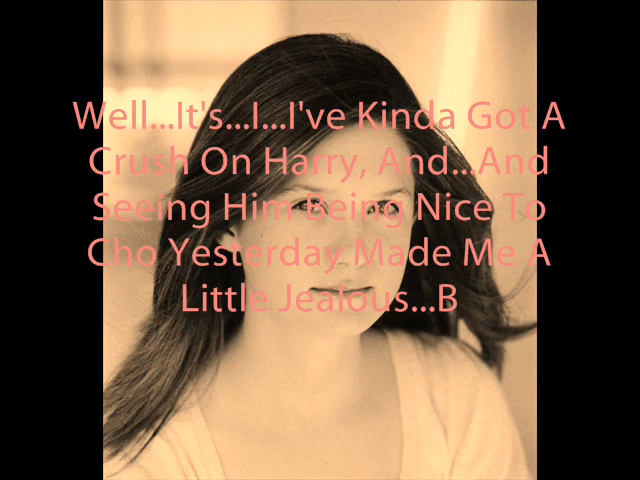 Well...It's...I...I've Kinda Got A
Crush On Harry, And...And
Seeing Him Being Nice To
Cho Yesterday Made Me A
Little Jealous...B